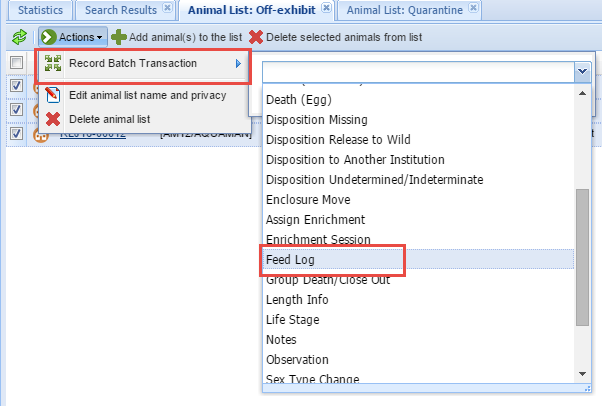 Statistics
Search Results
Animal List: Off-exhibit
Animal List: Quarantine
Actions
Add animal(s) to the list
Delete selected animals from list
Record Batch Transaction
Edit animal list name and privacy
Delete animal list
Death (Egg)
Disposition Missing
Disposition Release to Wild
Disposition to Another Institution
Disposition Undetermined/Indeterminate
Enclosure Move
Assign Enrichment
Enrichment Session
Feed Log
Group Death/Close Out
Length Info
Life Stage
Notes
Observation
Sex Type Change